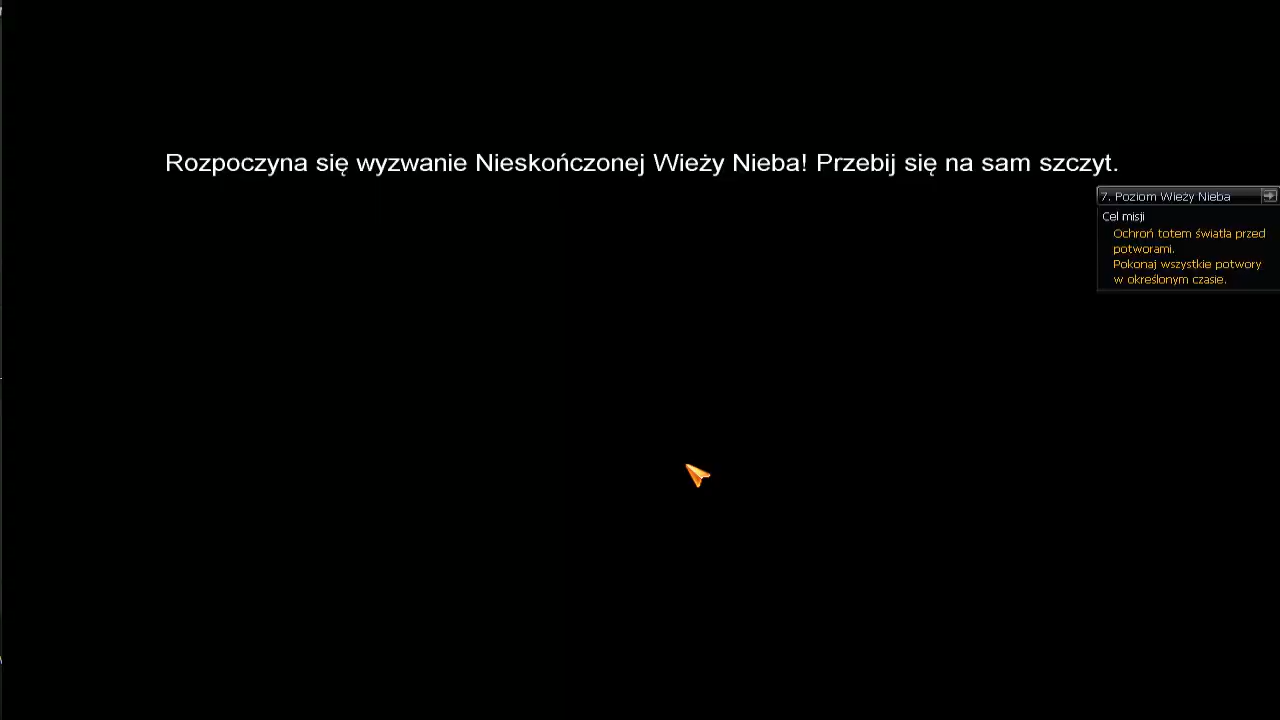 Rozpoczyna się wyzwanie Nieskończonej Wieży Nieba! Przebij się na sam szczyt.
7. Poziom Wieży Nieba
Cel misji
Ochroń totem światla przed
potworami.
Pokonaj wszystkie potwory
w określonym czasie.